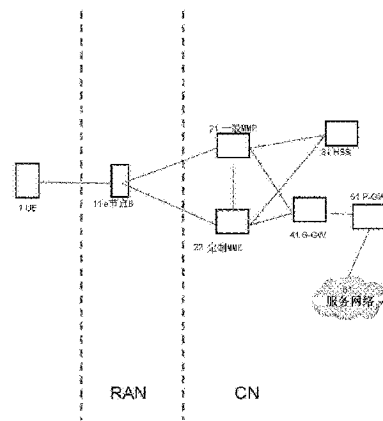 21 一般MME
31 HSS
1 UE
11 e节点B
22 定制MME
41 S-GW
51 P-GW
61
服务网络
RAN
CN